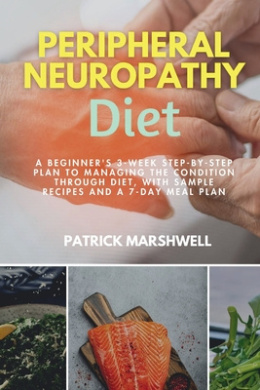 PERIPHERAL
NEUROPATHY
Diet
A BEGINNER'S 3-WEEK STEP-BY-STEP
PLAN TO MANAGING THE CONDITION
THROUGH DIET, WITH SAMPLE
RECIPES AND A 7-DAY MEAL PLAN
PATRICK MARSHWELL